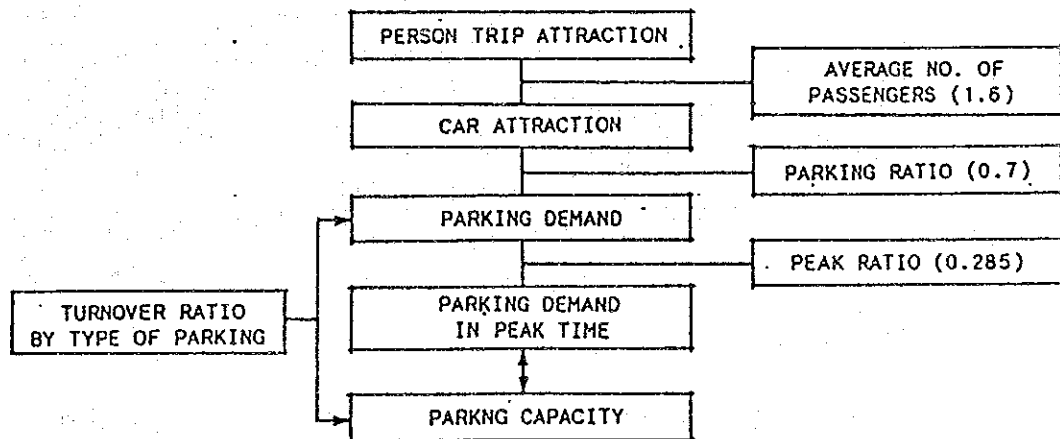 PERSON TRIP ATTRACTION
AVERAGE NO. OF
PASSENGERS (1.6)
CAR ATTRACTION
PARKING RATIO (0.7)
PARKING DEMAND
PEAK RATIO (0.285)
TURNOVER RATIO
BY TYPE OF PARKING
PARKING DEMAND
IN PEAK TIME
PARKNG CAPACITY